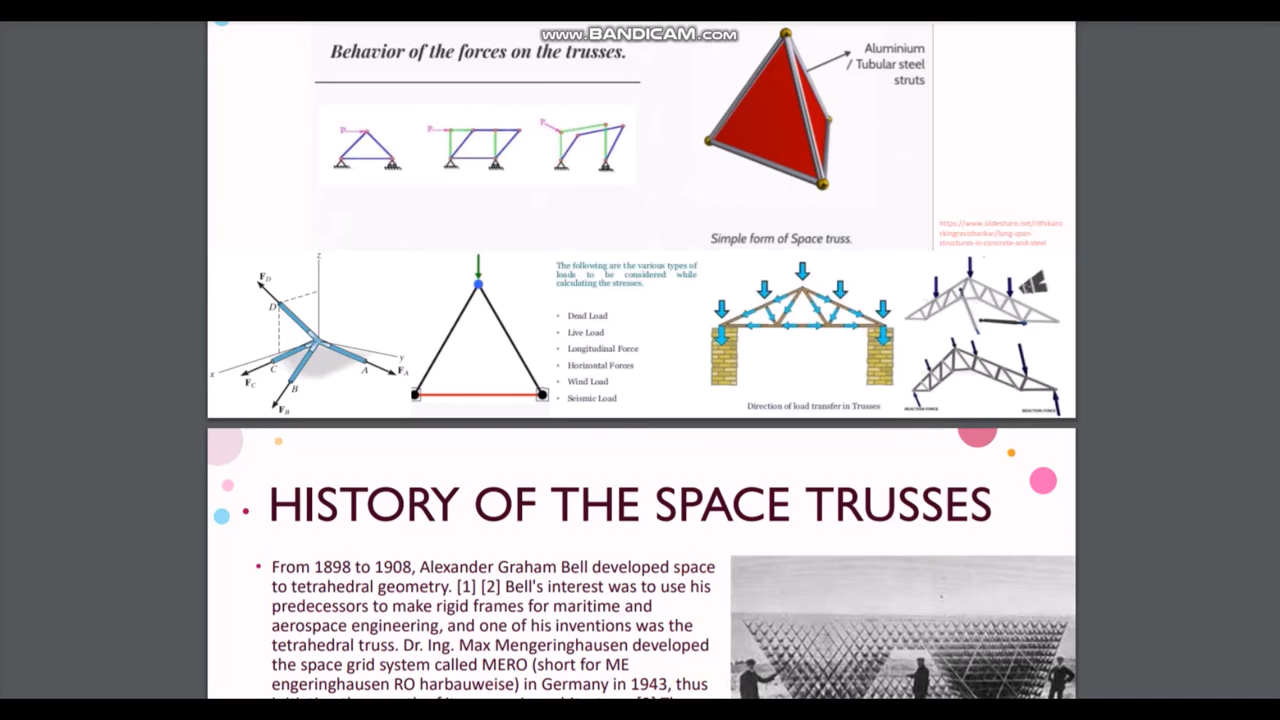 www.BANDICAM.com
Behavior of the forces on the trusses.
Aluminium
/ Tubular steel
struts
P
P
P
Simple form of Space truss.
https://www.slideshare.net/rithikans
ckingravishankar/long-span-
structures-in-concrete-and-steel
z
F_D
D
x
y
C
A
F_C
F_A
B
F_B
The following are the various types of
loads to be considered while
calculating the stresses.
• Dead Load
• Live Load
• Longitudinal Force
• Horizontal Forces
• Wind Load
• Seismic Load
Direction of load transfer in Trusses
REACTION FORCE
REACTION FORCE
• HISTORY OF THE SPACE TRUSSES
• From 1898 to 1908, Alexander Graham Bell developed space
to tetrahedral geometry. [1] [2] Bell's interest was to use his
predecessors to make rigid frames for maritime and
aerospace engineering, and one of his inventions was the
tetrahedral truss. Dr. Ing. Max Mengeringhausen developed
the space grid system called MERO (short for ME
engeringhausen RO harbauweise) in Germany in 1943, thus